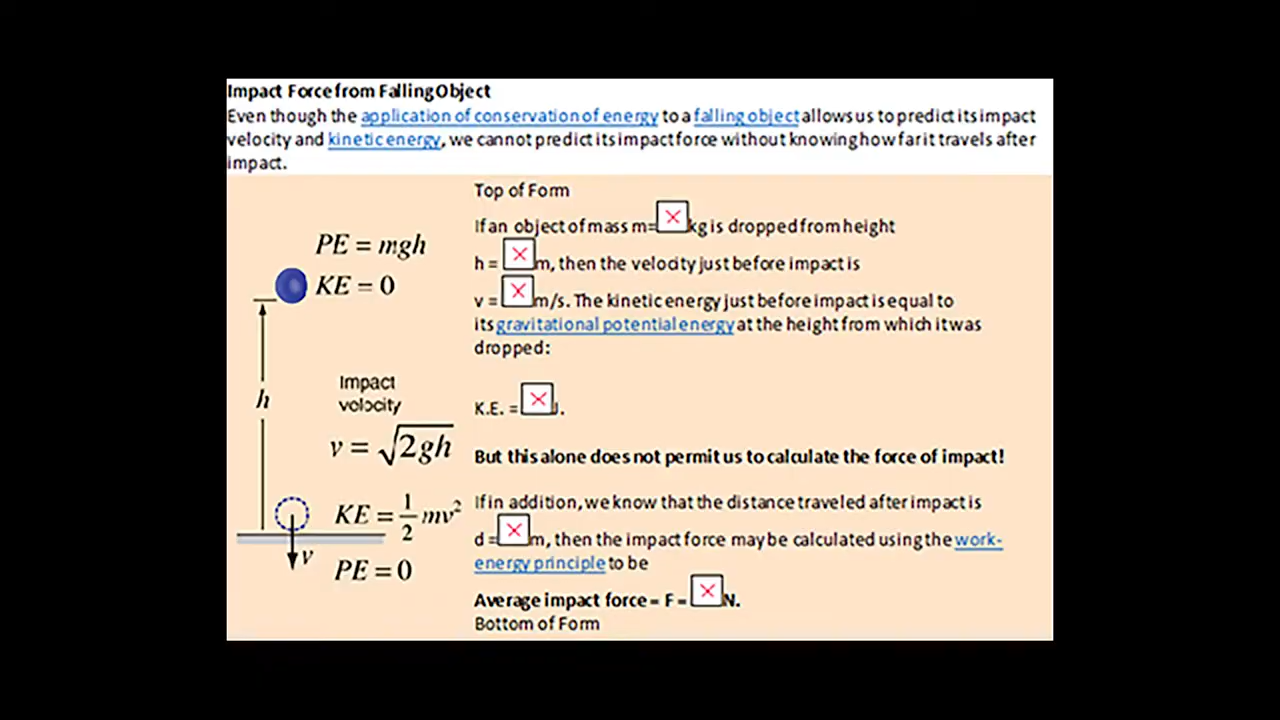 Impact Force from Falling Object
Even though the application of conservation of energy to a falling object allows us to predict its impact
velocity and kinetic energy, we cannot predict its impact force without knowing how far it travels after
impact.
Top of Form
If an object of mass m= kg is dropped from height
h = m, then the velocity just before impact is
v = m/s. The kinetic energy just before impact is equal to
its gravitational potential energy at the height from which it was
dropped:
K.E. = J.
But this alone does not permit us to calculate the force of impact!
If in addition, we know that the distance traveled after impact is
d = m, then the impact force may be calculated using the work-
energy principle to be
Average impact force = F = N.
Bottom of Form
PE = mgh
KE = 0
h
Impact
velocity
v = √2gh
KE = 1/2 mv²
v
PE = 0